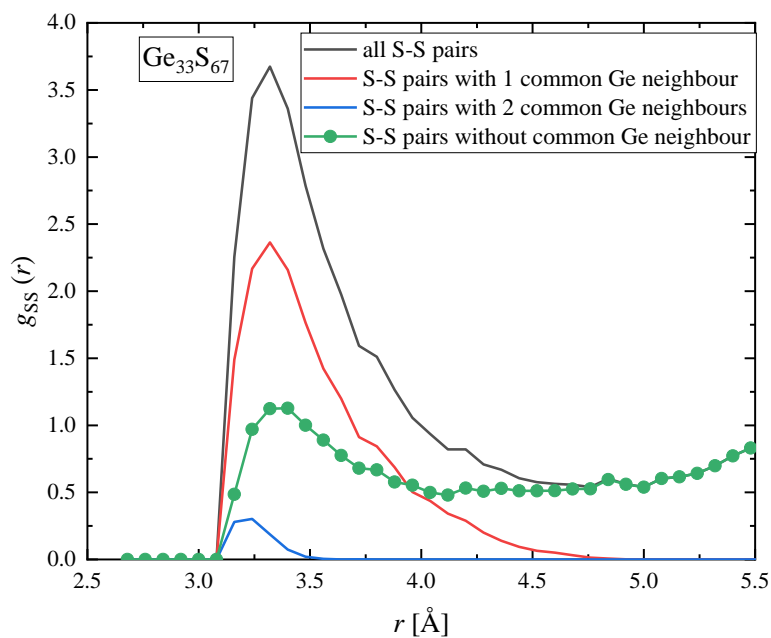 Ge₃₃S₆₇
all S-S pairs
S-S pairs with 1 common Ge neighbour
S-S pairs with 2 common Ge neighbours
S-S pairs without common Ge neighbour
4.0
3.5
3.0
2.5
2.0
1.5
1.0
0.5
0.0
g_SS (r)
2.5 3.0 3.5 4.0 4.5 5.0 5.5
r [Å]